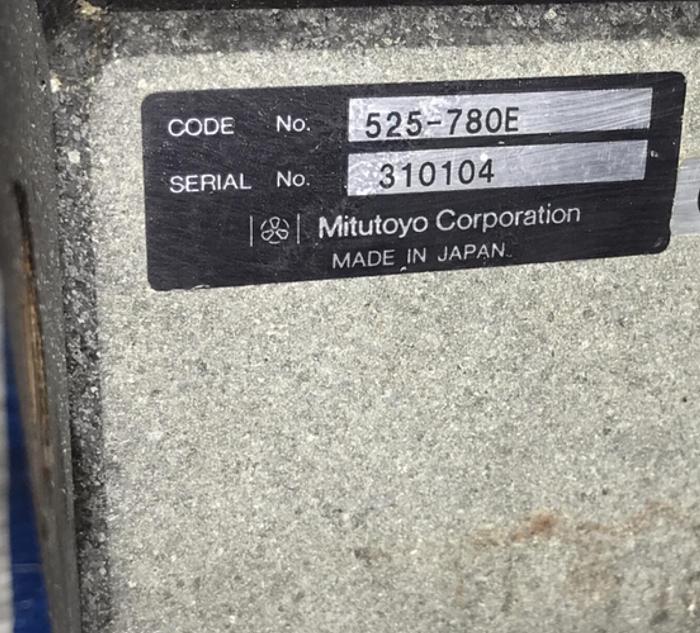 CODE No. 525-780E
SERIAL No. 310104
Mitutoyo Corporation
MADE IN JAPAN